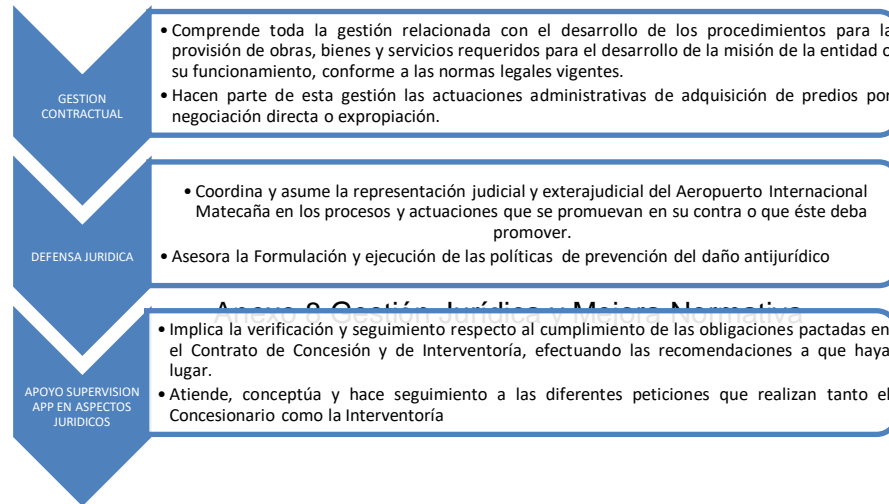 • Comprende toda la gestión relacionada con el desarrollo de los procedimientos para la
provisión de obras, bienes y servicios requeridos para el desarrollo de la misión de la entidad o
su funcionamiento, conforme a las normas legales vigentes.
GESTION
CONTRACTUAL
• Hacen parte de esta gestión las actuaciones administrativas de adquisición de predios por
negociación directa o expropiación.
• Coordina y asume la representación judicial y exterajudicial del Aeropuerto Internacional
Matecaña en los procesos y actuaciones que se promuevan en su contra o que éste deba
promover.
DEFENSA JURIDICA
• Asesora la Formulación y ejecución de las políticas de prevención del daño antijurídico
Anexo 8 Gestión Jurídica y Mejora Normativa
• Implica la verificación y seguimiento respecto al cumplimiento de las obligaciones pactadas en
el Contrato de Concesión y de Interventoría, efectuando las recomendaciones a que haya
lugar.
APOYO SUPERVISION
APP EN ASPECTOS
JURIDICOS
• Atiende, conceptúa y hace seguimiento a las diferentes peticiones que realizan tanto el
Concesionario como la Interventoría